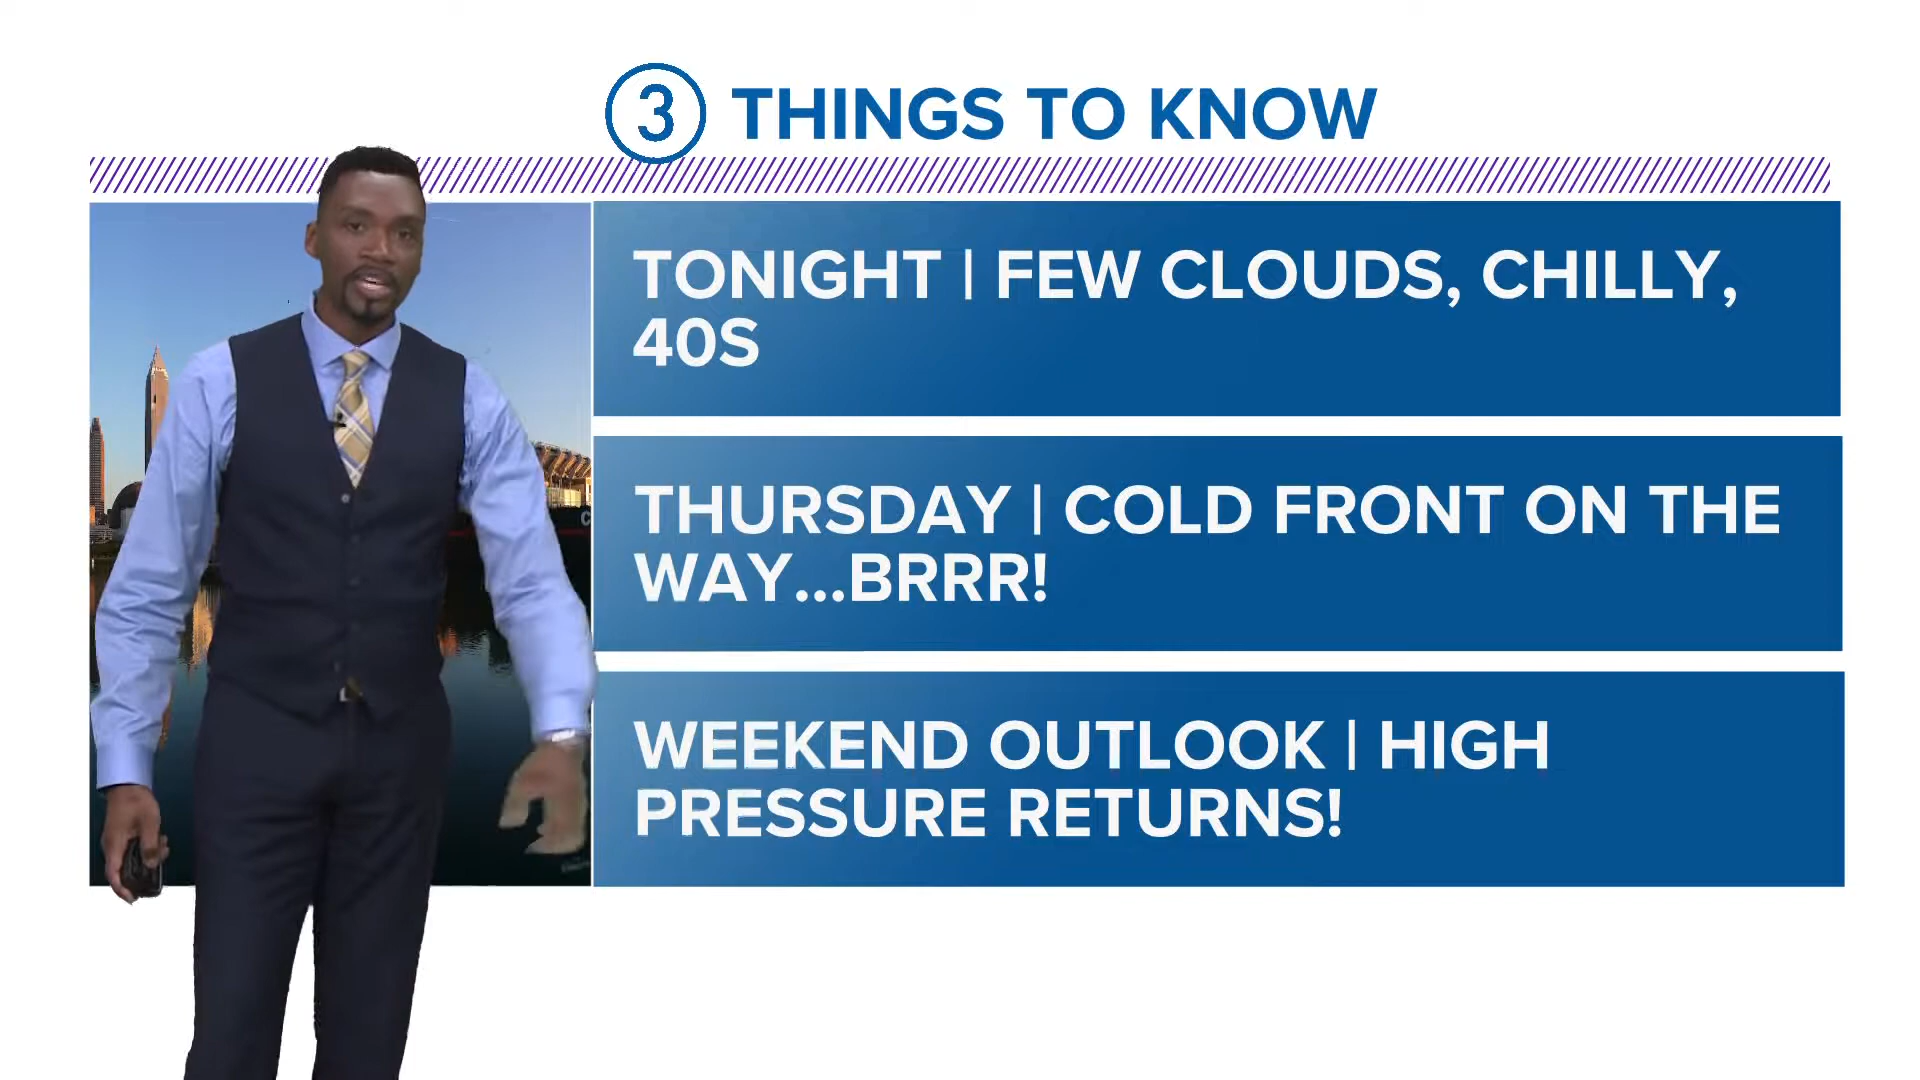 3 THINGS TO KNOW
TONIGHT | FEW CLOUDS, CHILLY,
40S
THURSDAY | COLD FRONT ON THE
WAY...BRRR!
WEEKEND OUTLOOK | HIGH
PRESSURE RETURNS!